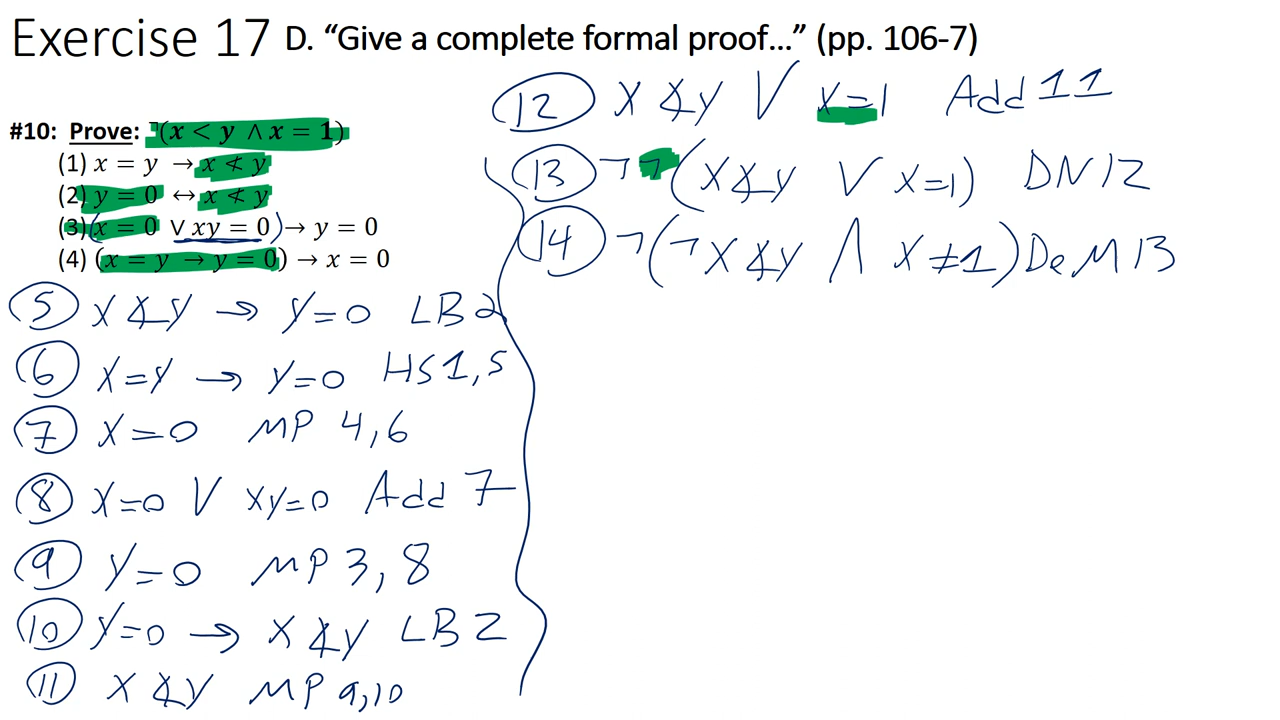 Exercise 17 D. “Give a complete formal proof…” (pp. 106-7)
#10: Prove: ¬(x < y ∧ x = 1)
(1) x = y → x ≮ y
(2) y = 0 ↔ x ≮ y
(3) (x = 0 ∨ xy = 0) → y = 0
(4) (x = y → y = 0) → x = 0
5 x ≮ y → y = 0 LB 2
6 x = y → y = 0 HS 1, 5
7 x = 0 MP 4, 6
8 x = 0 ∨ xy = 0 Add 7
9 y = 0 MP 3, 8
10 y = 0 → x ≮ y LB 2
11 x ≮ y MP 9, 10
12 x ≮ y ∨ x = 1 Add 11
13 ¬¬(x ≮ y ∨ x = 1) DN 12
14 ¬(¬x ≮ y ∧ x ≠ 1) DeM 13